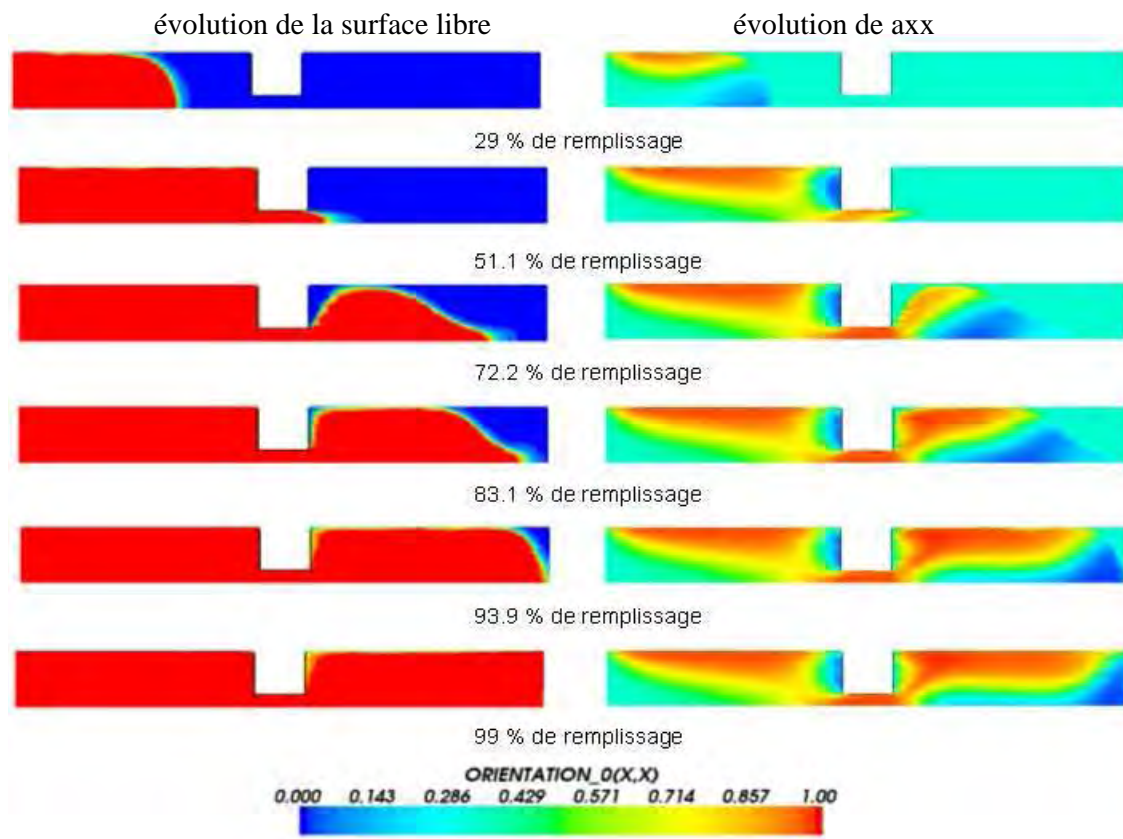 évolution de la surface libre
évolution de axx
29 % de remplissage
51.1 % de remplissage
72.2 % de remplissage
83.1 % de remplissage
93.9 % de remplissage
99 % de remplissage
ORIENTATION_0(X,X)
0.000 0.143 0.286 0.429 0.571 0.714 0.857 1.00